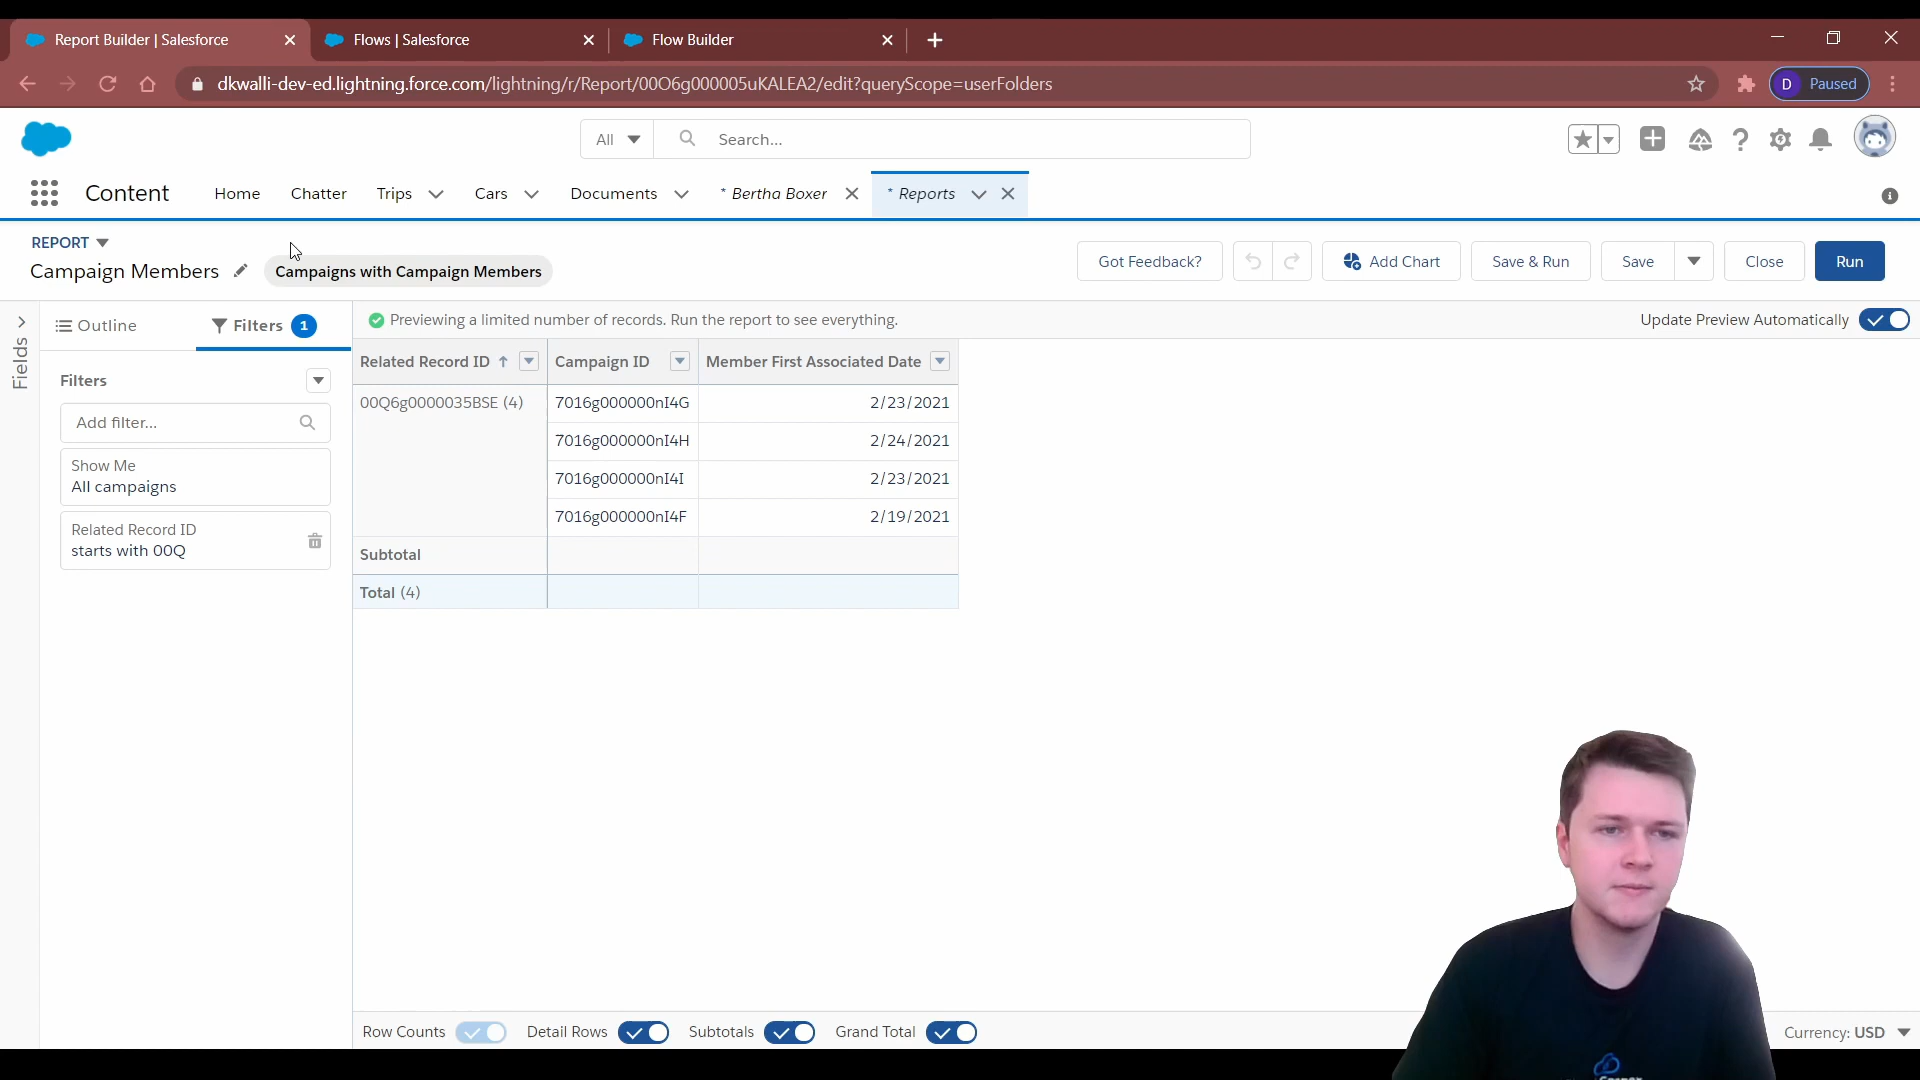 Report Builder | Salesforce
Flows | Salesforce
Flow Builder
dkwalli-dev-ed.lightning.force.com/lightning/r/Report/00O6g000005uKALEA2/edit?queryScope=userFolders
D Paused
All
Search...
Content
Home
Chatter
Trips
Cars
Documents
* Bertha Boxer
* Reports
REPORT
Campaign Members
Campaigns with Campaign Members
Got Feedback?
Add Chart
Save & Run
Save
Close
Run
Fields
Outline
Filters 1
Previewing a limited number of records. Run the report to see everything.
Update Preview Automatically
Filters
Add filter...
Show Me
All campaigns
Related Record ID
starts with 00Q
Related Record ID ↑ Campaign ID Member First Associated Date
00Q6g0000035BSE (4) 7016g000000nI4G 2/23/2021
7016g000000nI4H 2/24/2021
7016g000000nI4I 2/23/2021
7016g000000nI4F 2/19/2021
Subtotal
Total (4)
Row Counts
Detail Rows
Subtotals
Grand Total
Currency: USD